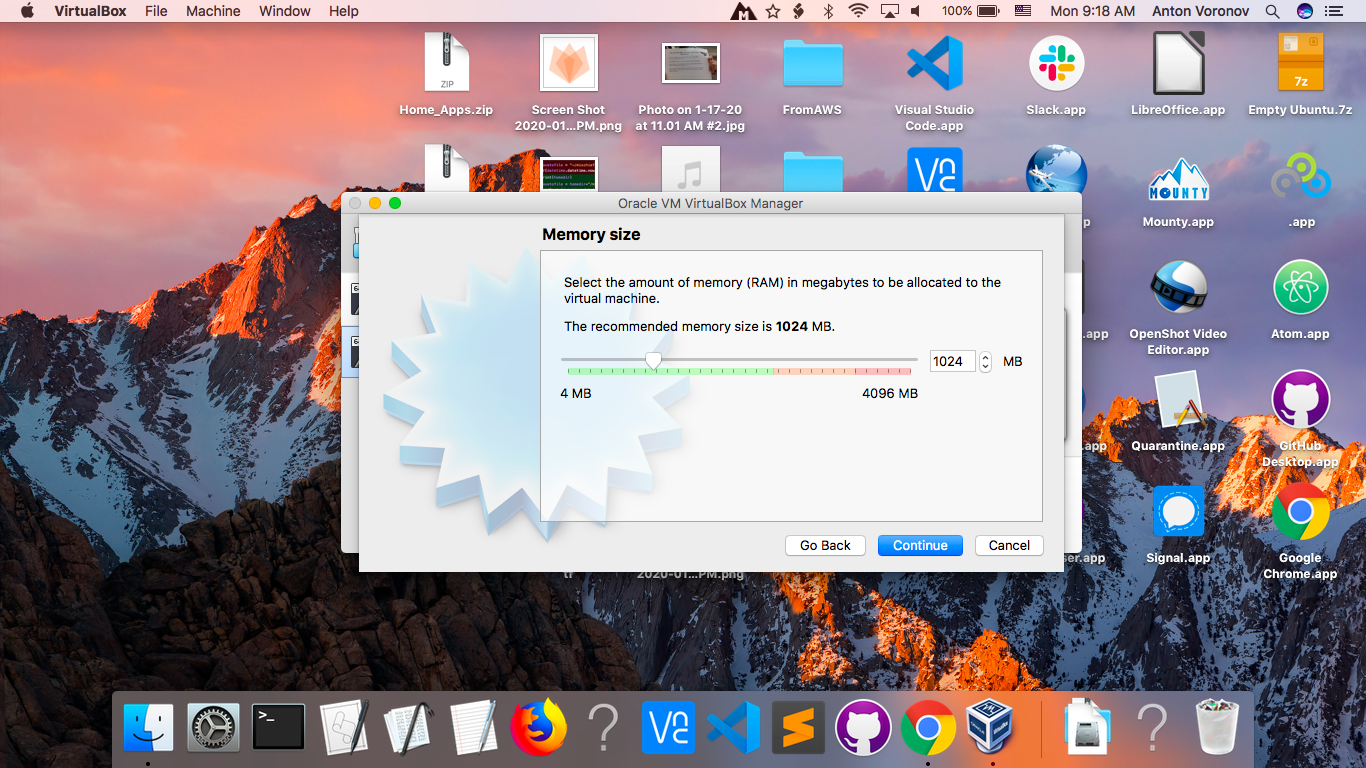 VirtualBox File Machine Window Help 100% Mon 9:18 AM Anton Voronov
ZIP
7z
Home_Apps.zip
Screen Shot
2020-01...PM.png
Photo on 1-17-20
at 11.01 AM #2.jpg
FromAWS
Visual Studio
Code.app
Slack.app
LibreOffice.app
Empty Ubuntu.7z
MOUNTY
Mounty.app
.app
Oracle VM VirtualBox Manager
Memory size
Select the amount of memory (RAM) in megabytes to be allocated to the
virtual machine.
The recommended memory size is 1024 MB.
1024 MB
4 MB 4096 MB
Go Back Continue Cancel
.app
OpenShot Video
Editor.app
Atom.app
.app
Quarantine.app
GitHub
Desktop.app
ser.app
Signal.app
Google
Chrome.app
2020-01...PM.png
>_